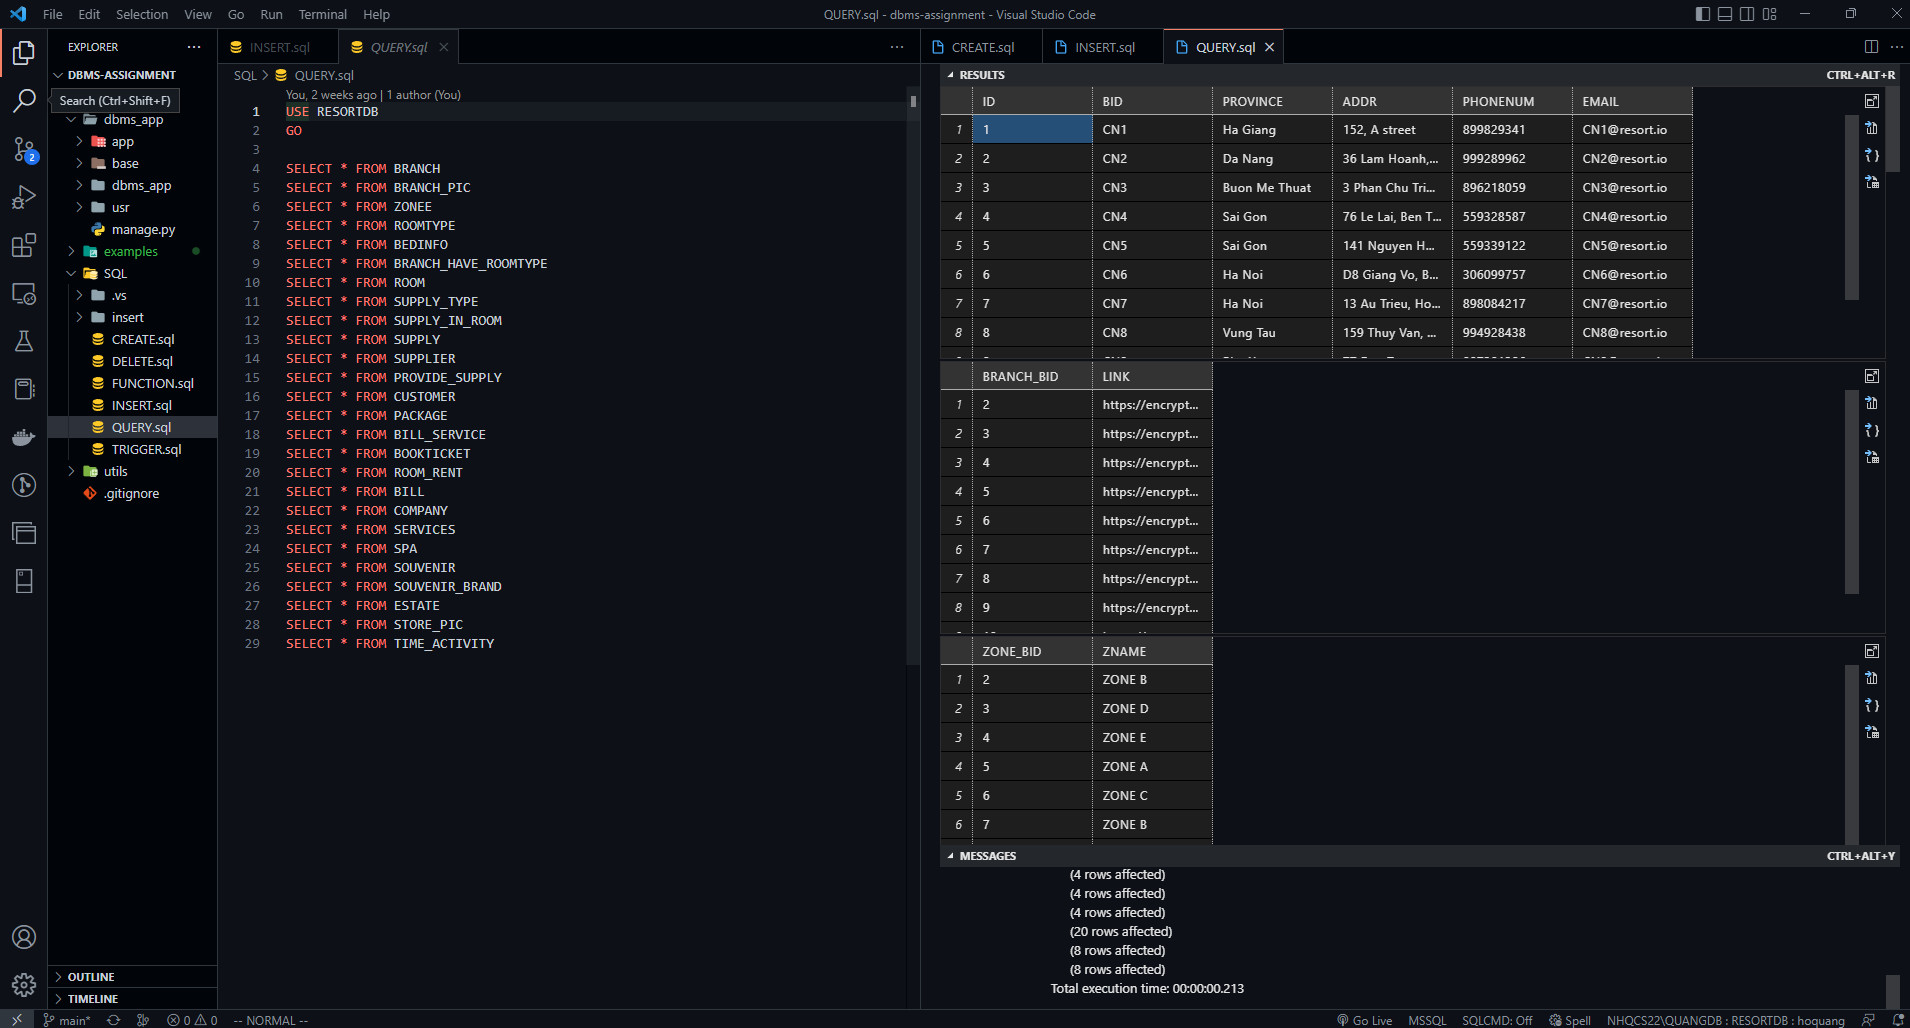 File Edit Selection View Go Run Terminal Help
QUERY.sql - dbms-assignment - Visual Studio Code
EXPLORER
DBMS-ASSIGNMENT
Search (Ctrl+Shift+F)
dbms_app
app
base
dbms_app
usr
manage.py
examples
SQL
.vs
insert
CREATE.sql
DELETE.sql
FUNCTION.sql
INSERT.sql
QUERY.sql
TRIGGER.sql
utils
.gitignore
OUTLINE
TIMELINE
2
INSERT.sql QUERY.sql
SQL > QUERY.sql
You, 2 weeks ago | 1 author (You)
1 USE RESORTDB
2 GO
3
4 SELECT * FROM BRANCH
5 SELECT * FROM BRANCH_PIC
6 SELECT * FROM ZONEE
7 SELECT * FROM ROOMTYPE
8 SELECT * FROM BEDINFO
9 SELECT * FROM BRANCH_HAVE_ROOMTYPE
10 SELECT * FROM ROOM
11 SELECT * FROM SUPPLY_TYPE
12 SELECT * FROM SUPPLY_IN_ROOM
13 SELECT * FROM SUPPLY
14 SELECT * FROM SUPPLIER
15 SELECT * FROM PROVIDE_SUPPLY
16 SELECT * FROM CUSTOMER
17 SELECT * FROM PACKAGE
18 SELECT * FROM BILL_SERVICE
19 SELECT * FROM BOOKTICKET
20 SELECT * FROM ROOM_RENT
21 SELECT * FROM BILL
22 SELECT * FROM COMPANY
23 SELECT * FROM SERVICES
24 SELECT * FROM SPA
25 SELECT * FROM SOUVENIR
26 SELECT * FROM SOUVENIR_BRAND
27 SELECT * FROM ESTATE
28 SELECT * FROM STORE_PIC
29 SELECT * FROM TIME_ACTIVITY
CREATE.sql INSERT.sql QUERY.sql
RESULTS CTRL+ALT+R
ID BID PROVINCE ADDR PHONENUM EMAIL
1 1 CN1 Ha Giang 152, A street 899829341 CN1@resort.io
2 2 CN2 Da Nang 36 Lam Hoanh,... 999289962 CN2@resort.io
3 3 CN3 Buon Me Thuat 3 Phan Chu Tri... 896218059 CN3@resort.io
4 4 CN4 Sai Gon 76 Le Lai, Ben T... 559328587 CN4@resort.io
5 5 CN5 Sai Gon 141 Nguyen H... 559339122 CN5@resort.io
6 6 CN6 Ha Noi D8 Giang Vo, B... 306099757 CN6@resort.io
7 7 CN7 Ha Noi 13 Au Trieu, Ho... 898084217 CN7@resort.io
8 8 CN8 Vung Tau 159 Thuy Van, ... 994928438 CN8@resort.io
BRANCH_BID LINK
1 2 https://encrypt...
2 3 https://encrypt...
3 4 https://encrypt...
4 5 https://encrypt...
5 6 https://encrypt...
6 7 https://encrypt...
7 8 https://encrypt...
8 9 https://encrypt...
ZONE_BID ZNAME
1 2 ZONE B
2 3 ZONE D
3 4 ZONE E
4 5 ZONE A
5 6 ZONE C
6 7 ZONE B
MESSAGES CTRL+ALT+Y
(4 rows affected)
(4 rows affected)
(4 rows affected)
(20 rows affected)
(8 rows affected)
(8 rows affected)
Total execution time: 00:00:00.213
main* 0 0 -- NORMAL -- Go Live MSSQL SQLCMD: Off Spell NHQCS22\QUANGDB : RESORTDB : hoquang